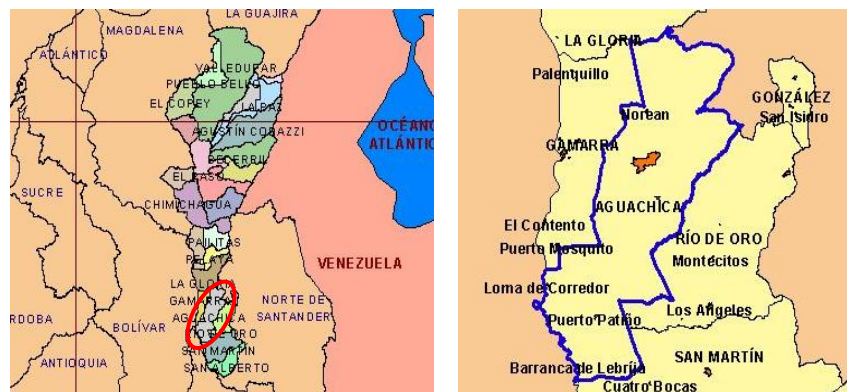 LA GUAJIRA
MAGDALENA
ATLÁNTICO
VALLEDUPAR
PUEBLO BELLO
EL COPEY
LA PAZ
AGUSTÍN CODAZZI
OCÉANO
ATLÁNTIC
BECERRIL
EL PASO
SUCRE
CHIMICHAGUA
PAILITAS
PELAYA
VENEZUELA
LA GLORIA
GAMARRA
NORTE DE
SANTANDER
AGUACHICA
RDOBA
BOLÍVAR
RÍO DE ORO
SAN MARTÍN
ANTIOQUIA
SAN ALBERTO
LA GLORIA
Palenquillo
GONZÁLEZ
San Isidro
Norean
GAMARRA
AGUACHICA
El Contento
RÍO DE ORO
Puerto Mosquito
Montecitos
Loma de Corredor
Los Angeles
Puerto Patiño
SAN MARTÍN
Barranca de Lebrija
Cuatro Bocas